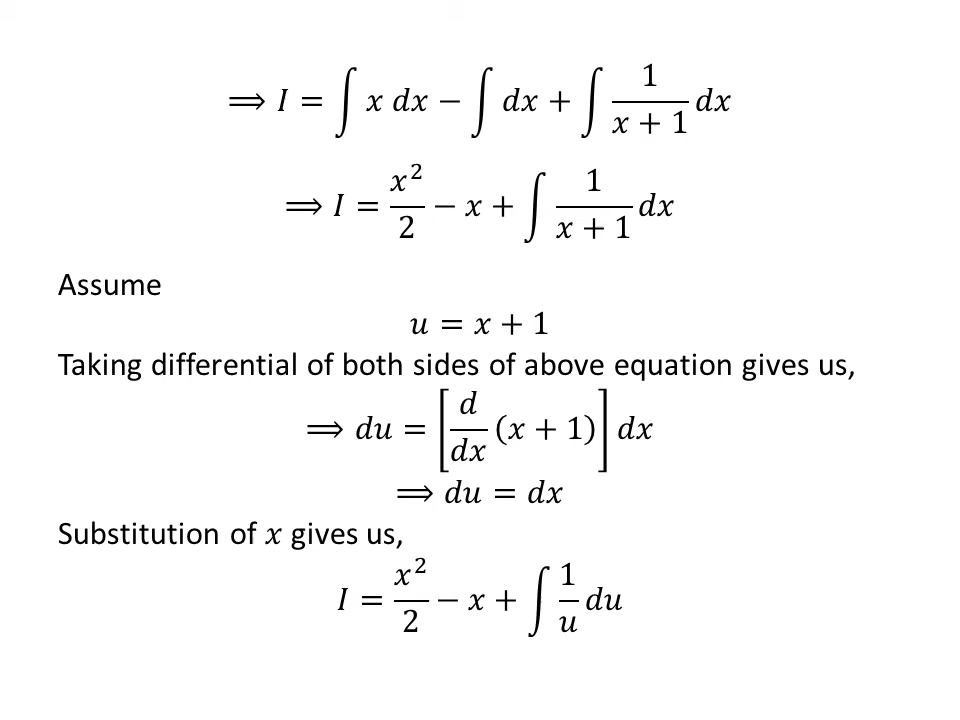 ⟹ I = ∫ x dx − ∫ dx + ∫ 1/(x + 1) dx
⟹ I = x²/2 − x + ∫ 1/(x + 1) dx
Assume
u = x + 1
Taking differential of both sides of above equation gives us,
⟹ du = [d/dx (x + 1)] dx
⟹ du = dx
Substitution of x gives us,
I = x²/2 − x + ∫ 1/u du